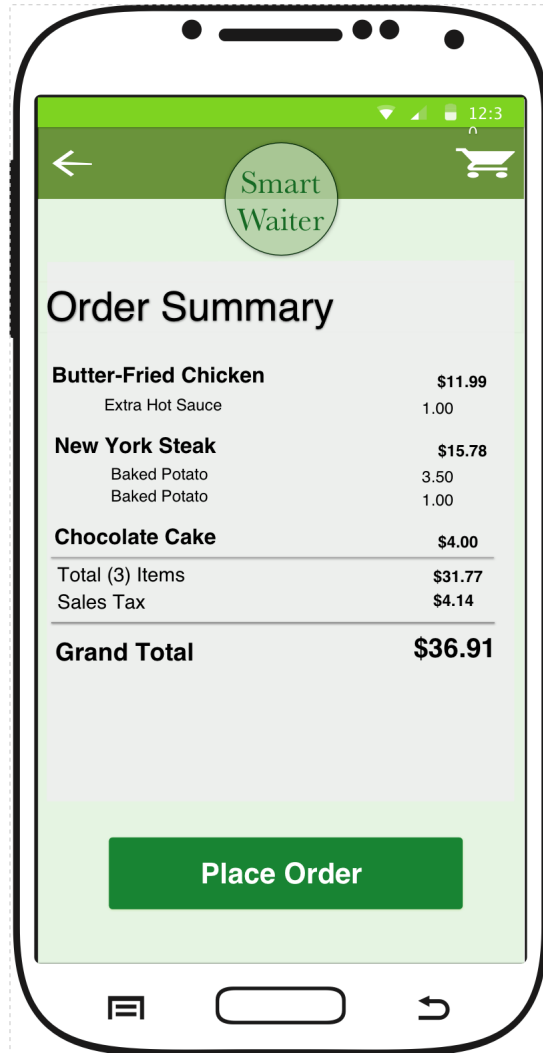 12:3
Smart
Waiter
Order Summary
Butter-Fried Chicken $11.99
Extra Hot Sauce 1.00
New York Steak $15.78
Baked Potato 3.50
Baked Potato 1.00
Chocolate Cake $4.00
Total (3) Items $31.77
Sales Tax $4.14
Grand Total $36.91
Place Order